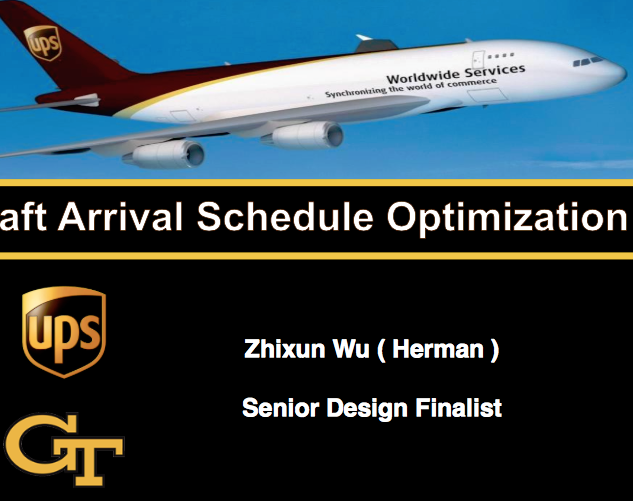 ups
Worldwide Services
Synchronizing the world of commerce
aft Arrival Schedule Optimization
ups
Zhixun Wu ( Herman )
Senior Design Finalist
GT